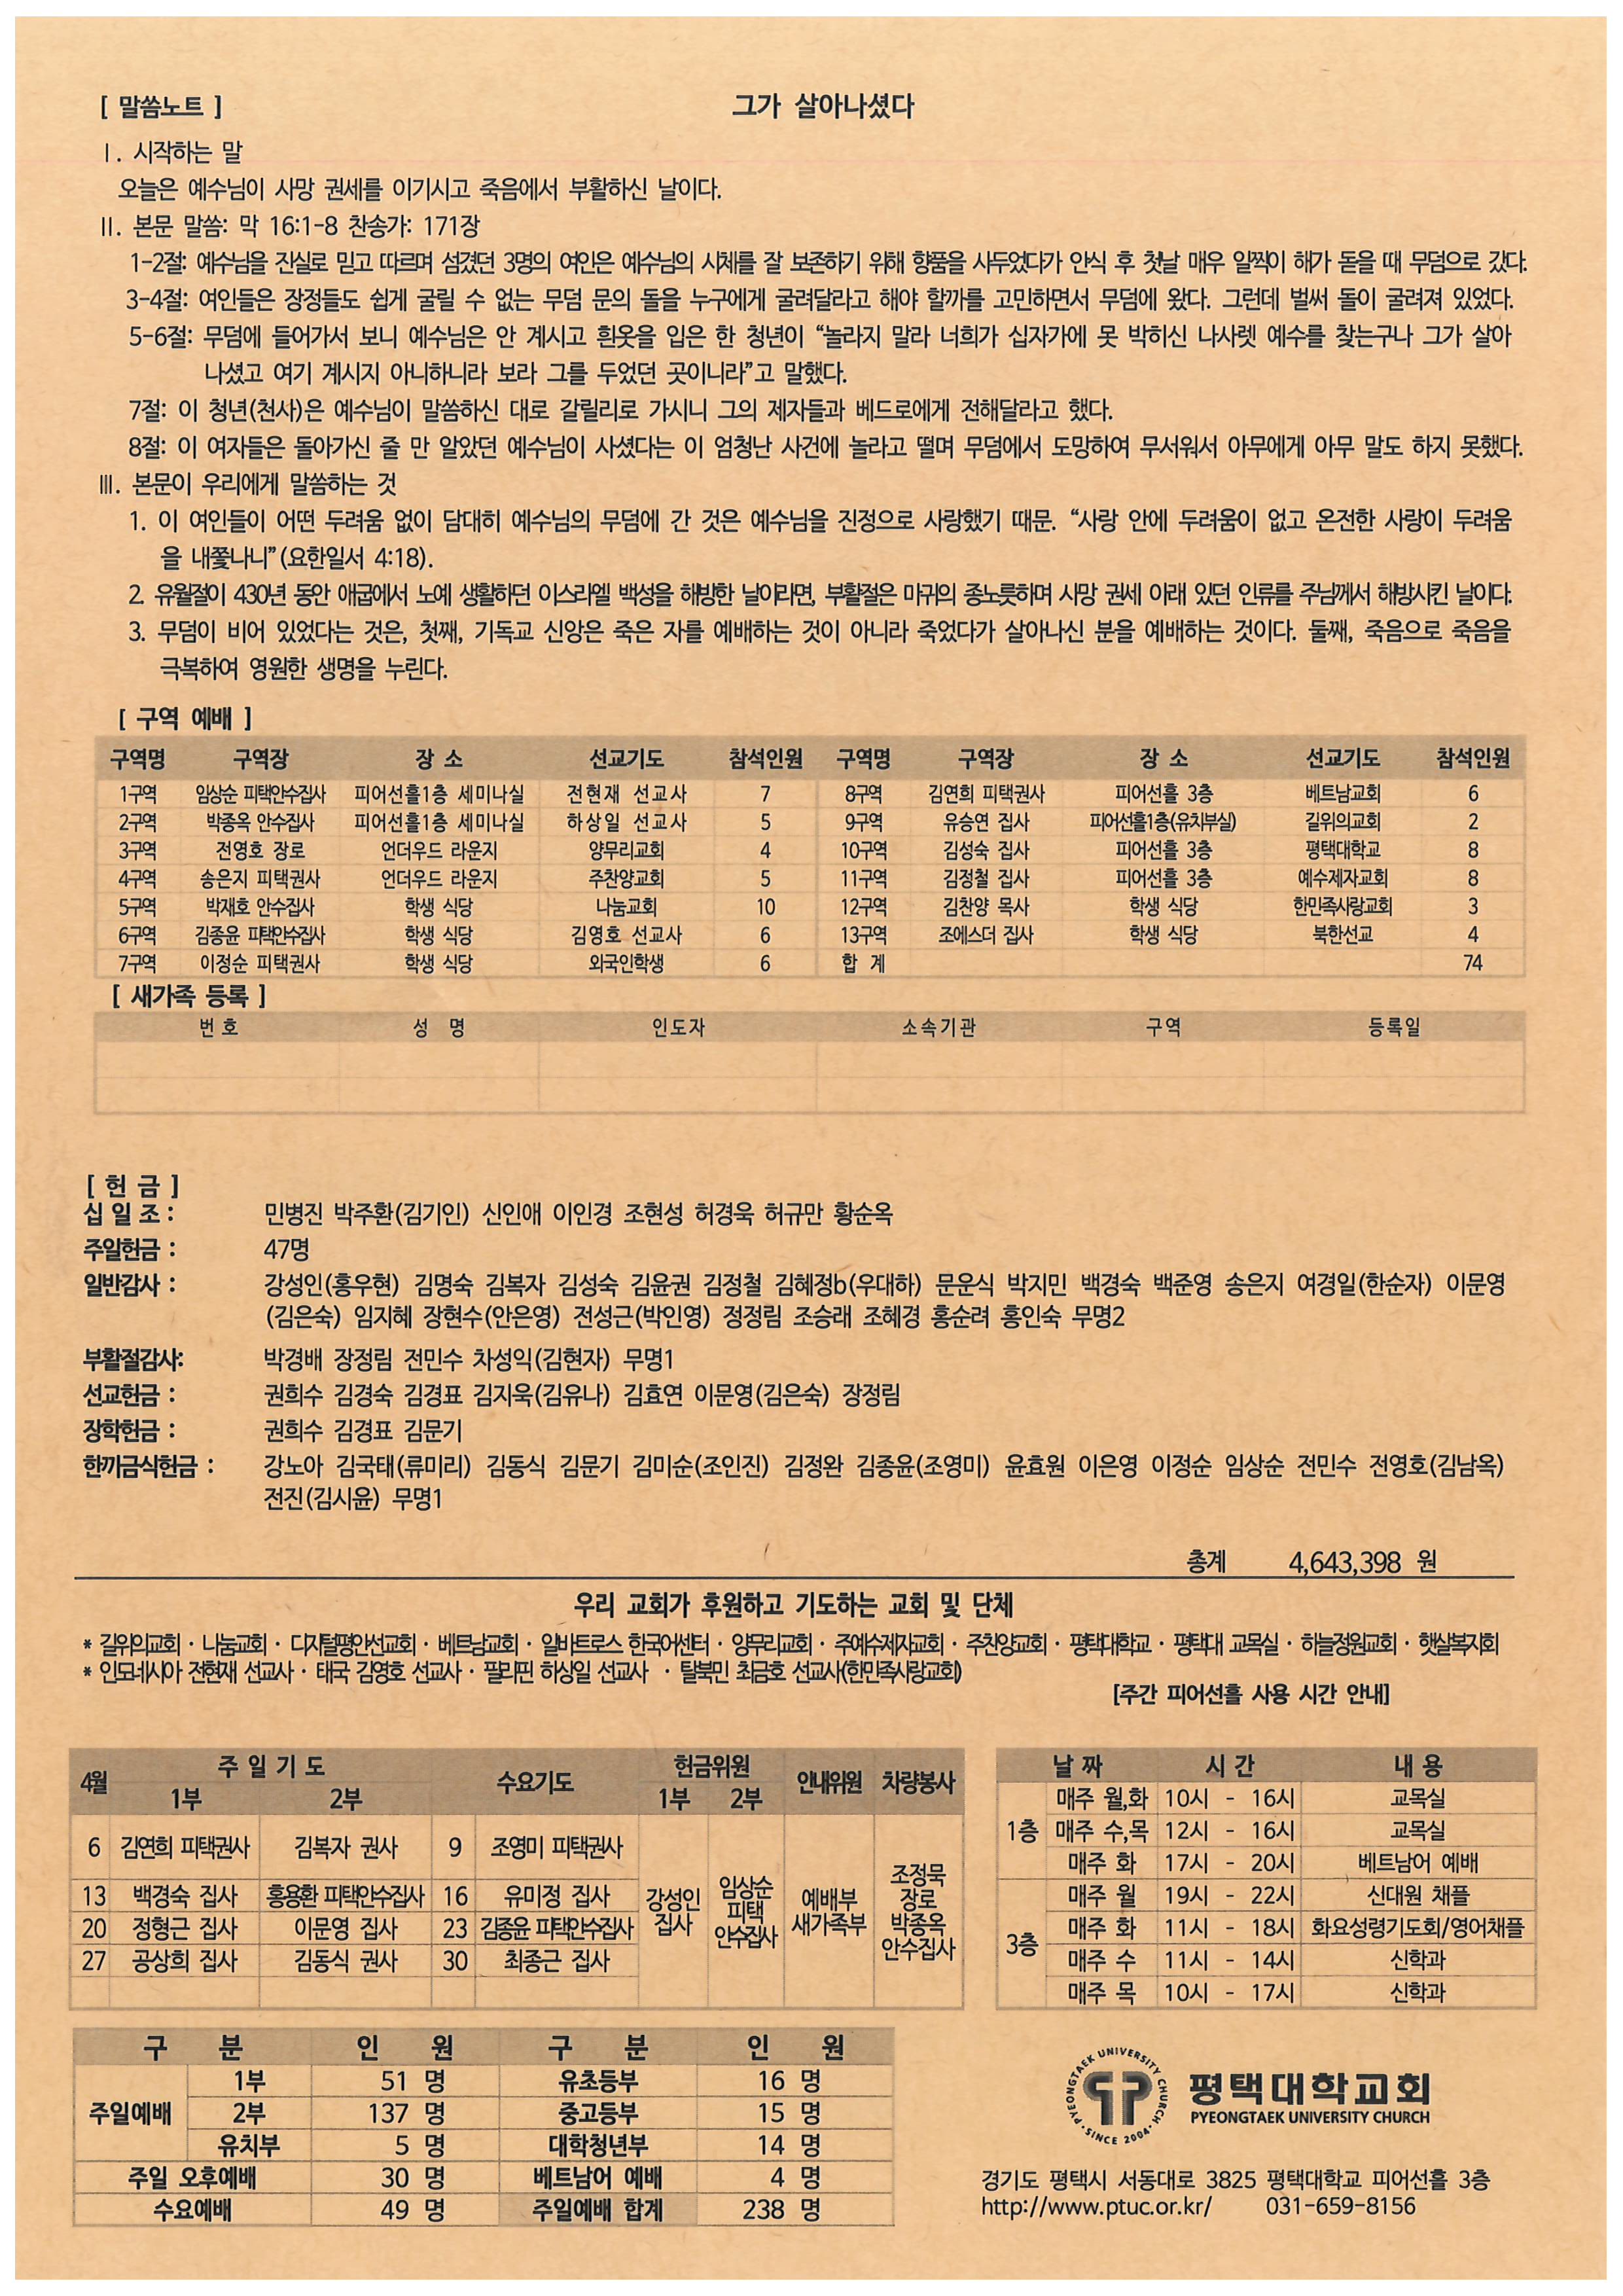 [ 말씀노트 ]
그가 살아나셨다
Ⅰ. 시작하는 말
오늘은 예수님이 사망 권세를 이기시고 죽음에서 부활하신 날이다.
Ⅱ. 본문 말씀: 막 16:1-8 찬송가: 171장
1-2절: 예수님을 진실로 믿고 따르며 섬겼던 3명의 여인은 예수님의 시체를 잘 보존하기 위해 향품을 사두었다가 안식 후 첫날 매우 일찍이 해가 돋을 때 무덤으로 갔다.
3-4절: 여인들은 장정들도 쉽게 굴릴 수 없는 무덤 문의 돌을 누구에게 굴려달라고 해야 할까를 고민하면서 무덤에 왔다. 그런데 벌써 돌이 굴려져 있었다.
5-6절: 무덤에 들어가서 보니 예수님은 안 계시고 흰옷을 입은 한 청년이 “놀라지 말라 너희가 십자가에 못 박히신 나사렛 예수를 찾는구나 그가 살아
나셨고 여기 계시지 아니하니라 보라 그를 두었던 곳이니라”고 말했다.
7절: 이 청년(천사)은 예수님이 말씀하신 대로 갈릴리로 가시니 그의 제자들과 베드로에게 전해달라고 했다.
8절: 이 여자들은 돌아가신 줄 만 알았던 예수님이 사셨다는 이 엄청난 사건에 놀라고 떨며 무덤에서 도망하여 무서워서 아무에게 아무 말도 하지 못했다.
Ⅲ. 본문이 우리에게 말씀하는 것
1. 이 여인들이 어떤 두려움 없이 담대히 예수님의 무덤에 간 것은 예수님을 진정으로 사랑했기 때문. “사랑 안에 두려움이 없고 온전한 사랑이 두려움
을 내쫓나니”(요한일서 4:18).
2. 유월절이 430년 동안 애굽에서 노예 생활하던 이스라엘 백성을 해방한 날이라면, 부활절은 마귀의 종노릇하며 사망 권세 아래 있던 인류를 주님께서 해방시킨 날이다.
3. 무덤이 비어 있었다는 것은, 첫째, 기독교 신앙은 죽은 자를 예배하는 것이 아니라 죽었다가 살아나신 분을 예배하는 것이다. 둘째, 죽음으로 죽음을
극복하여 영원한 생명을 누린다.
[ 구역 예배 ]
구역명 구역장 장 소 선교기도 참석인원 구역명 구역장 장 소 선교기도 참석인원
1구역 임상순 피택안수집사 피어선홀1층 세미나실 전현재 선교사 7 8구역 김연희 피택권사 피어선홀 3층 베트남교회 6
2구역 박종옥 안수집사 피어선홀1층 세미나실 하상일 선교사 5 9구역 유승연 집사 피어선홀1층(유치부실) 길위의교회 2
3구역 전영호 장로 언더우드 라운지 양무리교회 4 10구역 김성숙 집사 피어선홀 3층 평택대학교 8
4구역 송은지 피택권사 언더우드 라운지 주찬양교회 5 11구역 김정철 집사 피어선홀 3층 예수제자교회 8
5구역 박재호 안수집사 학생 식당 나눔교회 10 12구역 김찬양 목사 학생 식당 한민족사랑교회 3
6구역 김종윤 피택안수집사 학생 식당 김영호 선교사 6 13구역 조에스더 집사 학생 식당 북한선교 4
7구역 이정순 피택권사 학생 식당 외국인학생 6 합 계 74
[ 새가족 등록 ]
번호 성 명 인도자 소속기관 구역 등록일
[ 헌 금 ]
십 일 조 : 민병진 박주환(김기인) 신인애 이인경 조현성 허경욱 허규만 황순옥
주일헌금 : 47명
일반감사 : 강성인(홍우현) 김명숙 김복자 김성숙 김윤권 김정철 김혜정b(우대하) 문운식 박지민 백경숙 백준영 송은지 여경일(한순자) 이문영
(김은숙) 임지혜 장현수(안은영) 전성근(박인영) 정정림 조승래 조혜경 홍순려 홍인숙 무명2
부활절감사: 박경배 장정림 전민수 차성익(김현자) 무명1
선교헌금 : 권희수 김경숙 김경표 김지욱(김유나) 김효연 이문영(김은숙) 장정림
장학헌금 : 권희수 김경표 김문기
한끼금식헌금 : 강노아 김국태(류미리) 김동식 김문기 김미순(조인진) 김정완 김종윤(조영미) 윤효원 이은영 이정순 임상순 전민수 전영호(김남옥)
전진(김시윤) 무명1
총계 4,643,398 원
우리 교회가 후원하고 기도하는 교회 및 단체
* 길위의교회 · 나눔교회 · 디지털평안선교회 · 베트남교회 · 알바트로스 한국어센터 · 양무리교회 · 주예수제자교회 · 주찬양교회 · 평택대학교 · 평택대 교목실 · 하늘정원교회 · 햇살복지회
* 인도네시아 전현재 선교사 · 태국 김영호 선교사 · 필리핀 하상일 선교사 · 탈북민 최금호 선교사(한민족사랑교회)
[주간 피어선홀 사용 시간 안내]
4월 주 일 기 도 수요기도 헌금위원 안내위원 차량봉사
1부 2부 1부 2부
6 김연희 피택권사 김복자 권사 9 조영미 피택권사
13 백경숙 집사 홍용환 피택안수집사 16 유미정 집사
20 정형근 집사 이문영 집사 23 김종윤 피택안수집사
27 공상희 집사 김동식 권사 30 최종근 집사
강성인
집사
임상순
피택
안수집사
예배부
새가족부
조정묵
장로
박종옥
안수집사
날 짜 시 간 내 용
1층 매주 월,화 10시 - 16시 교목실
매주 수,목 12시 - 16시 교목실
매주 화 17시 - 20시 베트남어 예배
3층 매주 월 19시 - 22시 신대원 채플
매주 화 11시 - 18시 화요성령기도회/영어채플
매주 수 11시 - 14시 신학과
매주 목 10시 - 17시 신학과
구 분 인 원 구 분 인 원
주일예배 1부 51 명 유초등부 16 명
2부 137 명 중고등부 15 명
유치부 5 명 대학청년부 14 명
주일 오후예배 30 명 베트남어 예배 4 명
수요예배 49 명 주일예배 합계 238 명
PYEONGTAEK UNIVERSITY CHURCH
· SINCE 2004 ·
평택대학교회
PYEONGTAEK UNIVERSITY CHURCH
경기도 평택시 서동대로 3825 평택대학교 피어선홀 3층
http://www.ptuc.or.kr/ 031-659-8156